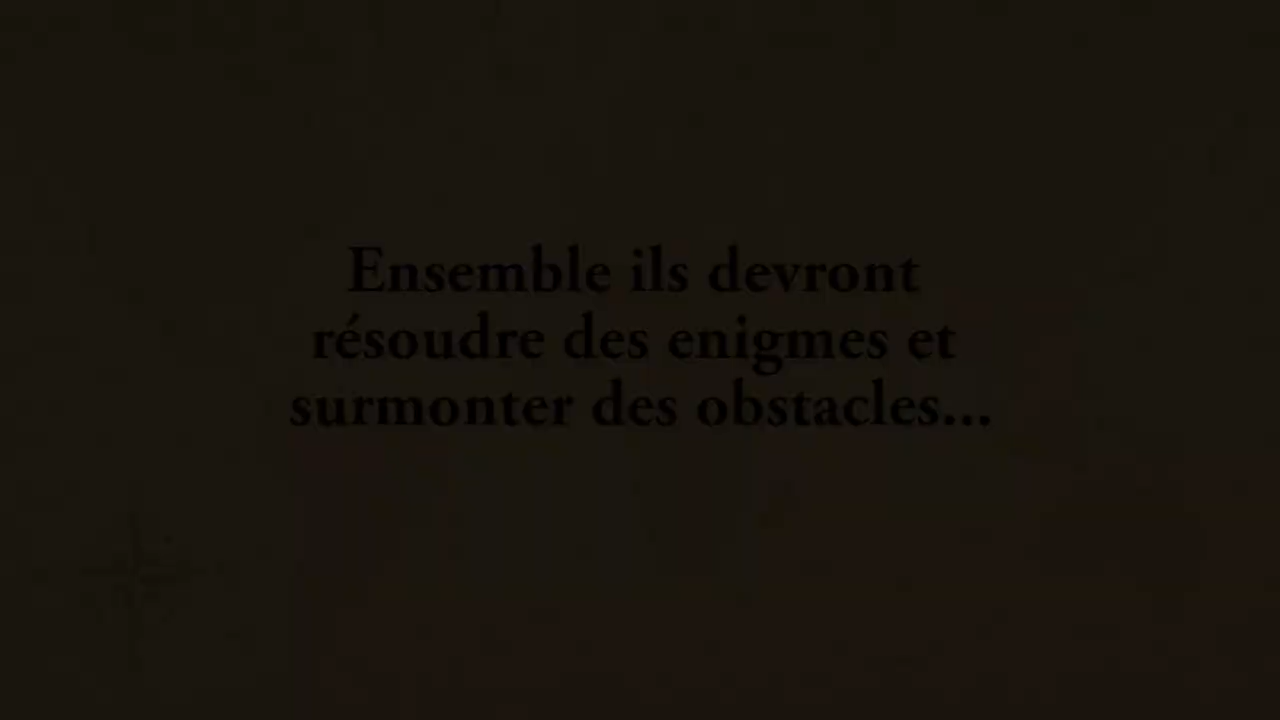 Ensemble ils devront
résoudre des enigmes et
surmonter des obstacles...